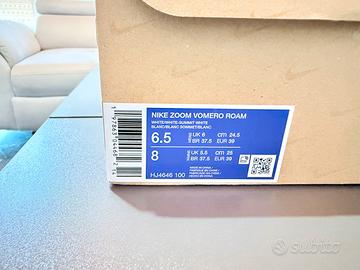 NIKE ZOOM VOMERO ROAM
WHITE/WHITE-SUMMIT WHITE
BLANC/BLANC SOMMET/BLANC
6.5 UK 6 cm 24.5
BR 37.5 EUR 39
8 UK 5.5 cm 25
BR 37.5 EUR 39
HJ4646 100
subito